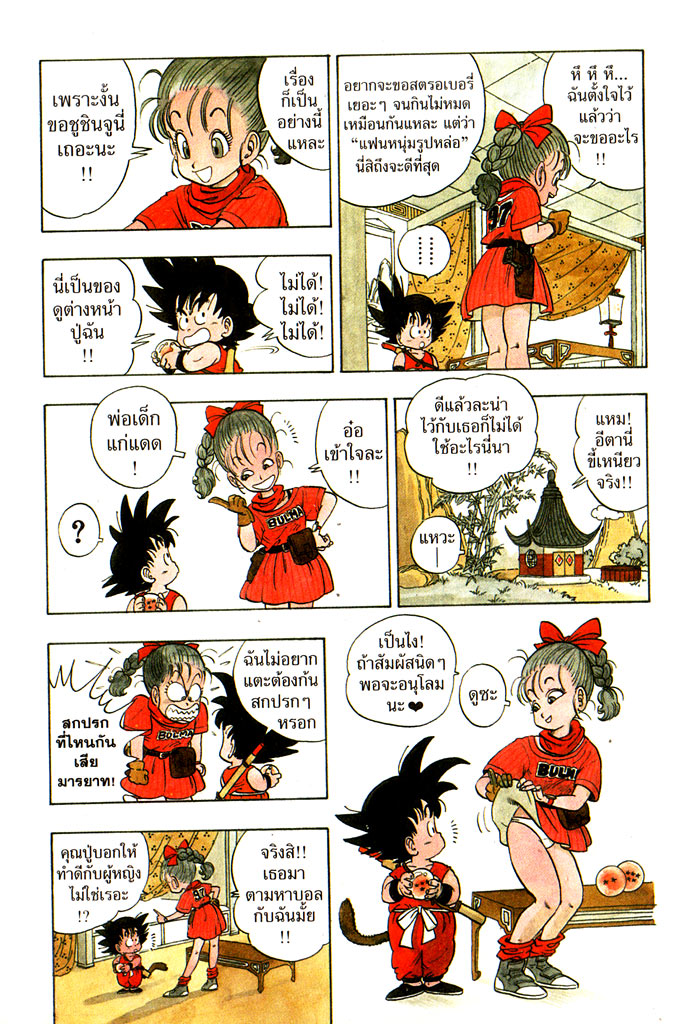 หึ หึ หึ...
ฉันตั้งใจไว้
แล้วว่า
จะขออะไร
!!
อยากจะขอสตรอเบอรี่
เยอะๆ จนกินไม่หมด
เหมือนกันแหละ แต่ว่า
"แฟนหนุ่มรูปหล่อ"
นี่สิถึงจะดีที่สุด
97
......
เรื่อง
ก็เป็น
อย่างนี้
แหละ
เพราะงั้น
ขอชูชินจูนี่
เถอะนะ
!!
ไม่ได้!
ไม่ได้!
ไม่ได้!
นี่เป็นของ
ดูต่างหน้า
ปู่ฉัน
!!
แหม!
อีตานี่
ขี้เหนียว
จริง!!
ดีแล้วละน่า
ไว้กับเธอก็ไม่ได้
ใช้อะไรนี่นา
!!
แหวะ
อ๋อ
เข้าใจละ
!!
พ่อเด็ก
แก่แดด
!
BULMA
?
ดูซะ
เป็นไง!
ถ้าสัมผัสนิดๆ
พอจะอนุโลม
นะ ❤
BULM
ฉันไม่อยาก
แตะต้องก้น
สกปรกๆ
หรอก
BULMA
สกปรก
ที่ไหนกัน
เสีย
มารยาท!
จริงสิ!!
เธอมา
ตามหาบอล
กับฉันมั้ย
!!
คุณปู่บอกให้
ทำดีกับผู้หญิง
ไม่ใช่เรอะ
!?
97